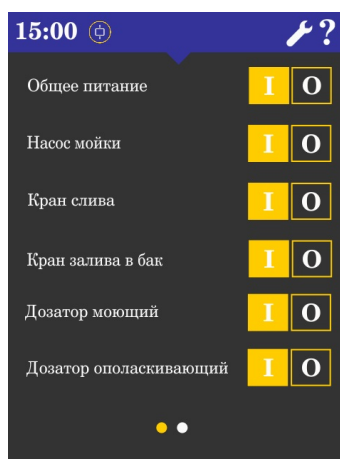 15:00 ?
Общее питание I O
Насос мойки I O
Кран слива I O
Кран залива в бак I O
Дозатор моющий I O
Дозатор ополаскивающий I O